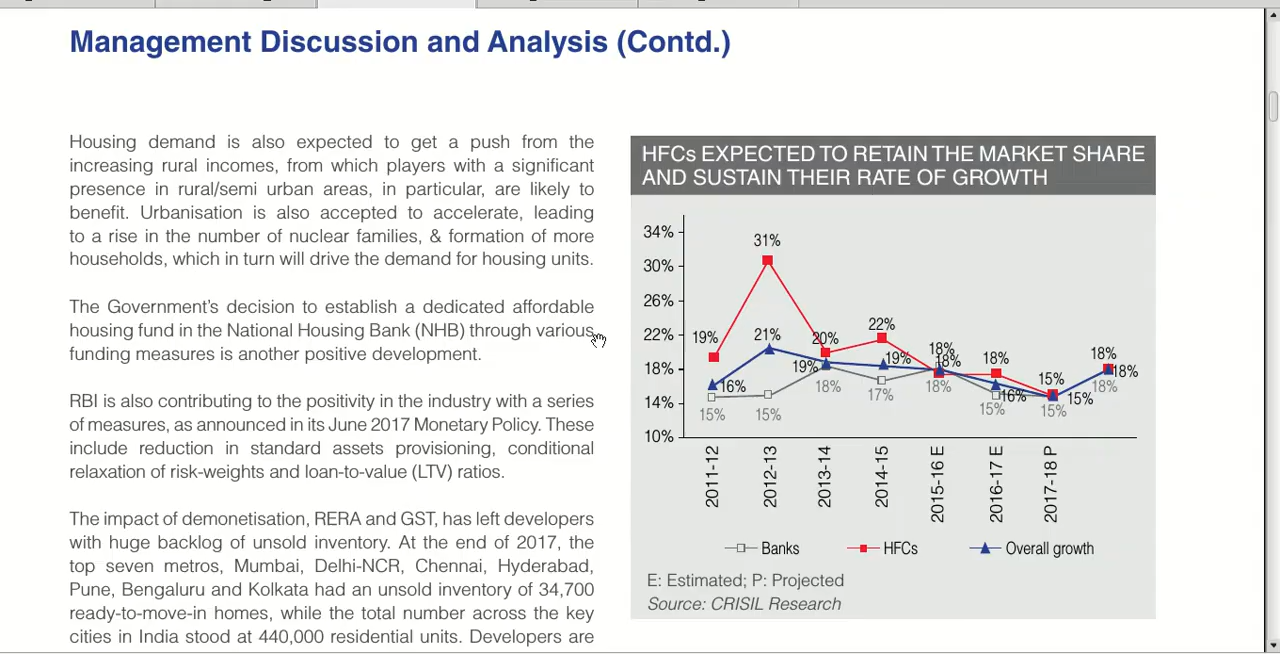 Management Discussion and Analysis (Contd.)
Housing demand is also expected to get a push from the
increasing rural incomes, from which players with a significant
presence in rural/semi urban areas, in particular, are likely to
benefit. Urbanisation is also accepted to accelerate, leading
to a rise in the number of nuclear families, & formation of more
households, which in turn will drive the demand for housing units.
The Government's decision to establish a dedicated affordable
housing fund in the National Housing Bank (NHB) through various
funding measures is another positive development.
RBI is also contributing to the positivity in the industry with a series
of measures, as announced in its June 2017 Monetary Policy. These
include reduction in standard assets provisioning, conditional
relaxation of risk-weights and loan-to-value (LTV) ratios.
The impact of demonetisation, RERA and GST, has left developers
with huge backlog of unsold inventory. At the end of 2017, the
top seven metros, Mumbai, Delhi-NCR, Chennai, Hyderabad,
Pune, Bengaluru and Kolkata had an unsold inventory of 34,700
ready-to-move-in homes, while the total number across the key
cities in India stood at 440,000 residential units. Developers are
HFCs EXPECTED TO RETAIN THE MARKET SHARE
AND SUSTAIN THEIR RATE OF GROWTH
34%
30%
26%
22%
18%
14%
10%
19% 31% 20% 22% 18% 18% 15% 18%
16% 21% 19% 19% 18% 16% 15% 18%
15% 15% 18% 17% 18% 15% 15% 18%
2011-12
2012-13
2013-14
2014-15
2015-16 E
2016-17 E
2017-18 P
Banks HFCs Overall growth
E: Estimated; P: Projected
Source: CRISIL Research